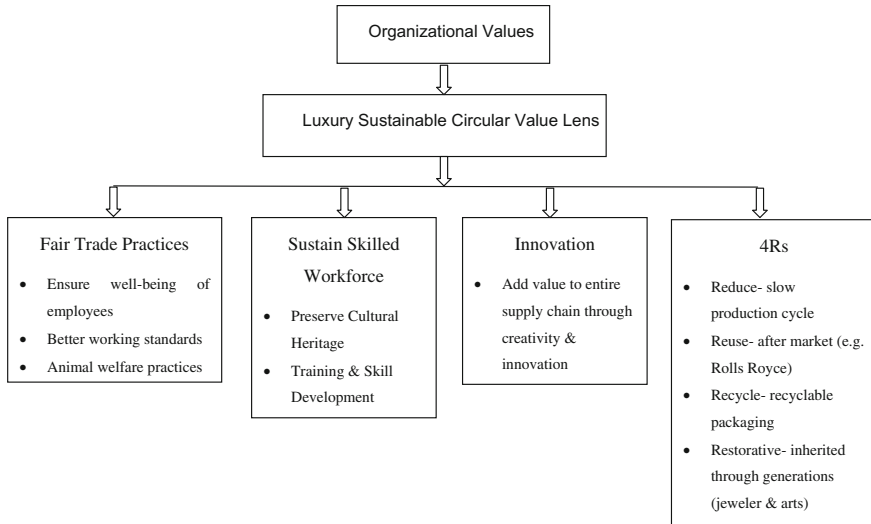 Organizational Values
Luxury Sustainable Circular Value Lens
Fair Trade Practices
• Ensure well-being of
employees
• Better working standards
• Animal welfare practices
Sustain Skilled
Workforce
• Preserve Cultural
Heritage
• Training & Skill
Development
Innovation
• Add value to entire
supply chain through
creativity &
innovation
4Rs
• Reduce- slow
production cycle
• Reuse- after market (e.g.
Rolls Royce)
• Recycle- recyclable
packaging
• Restorative- inherited
through generations
(jeweler & arts)